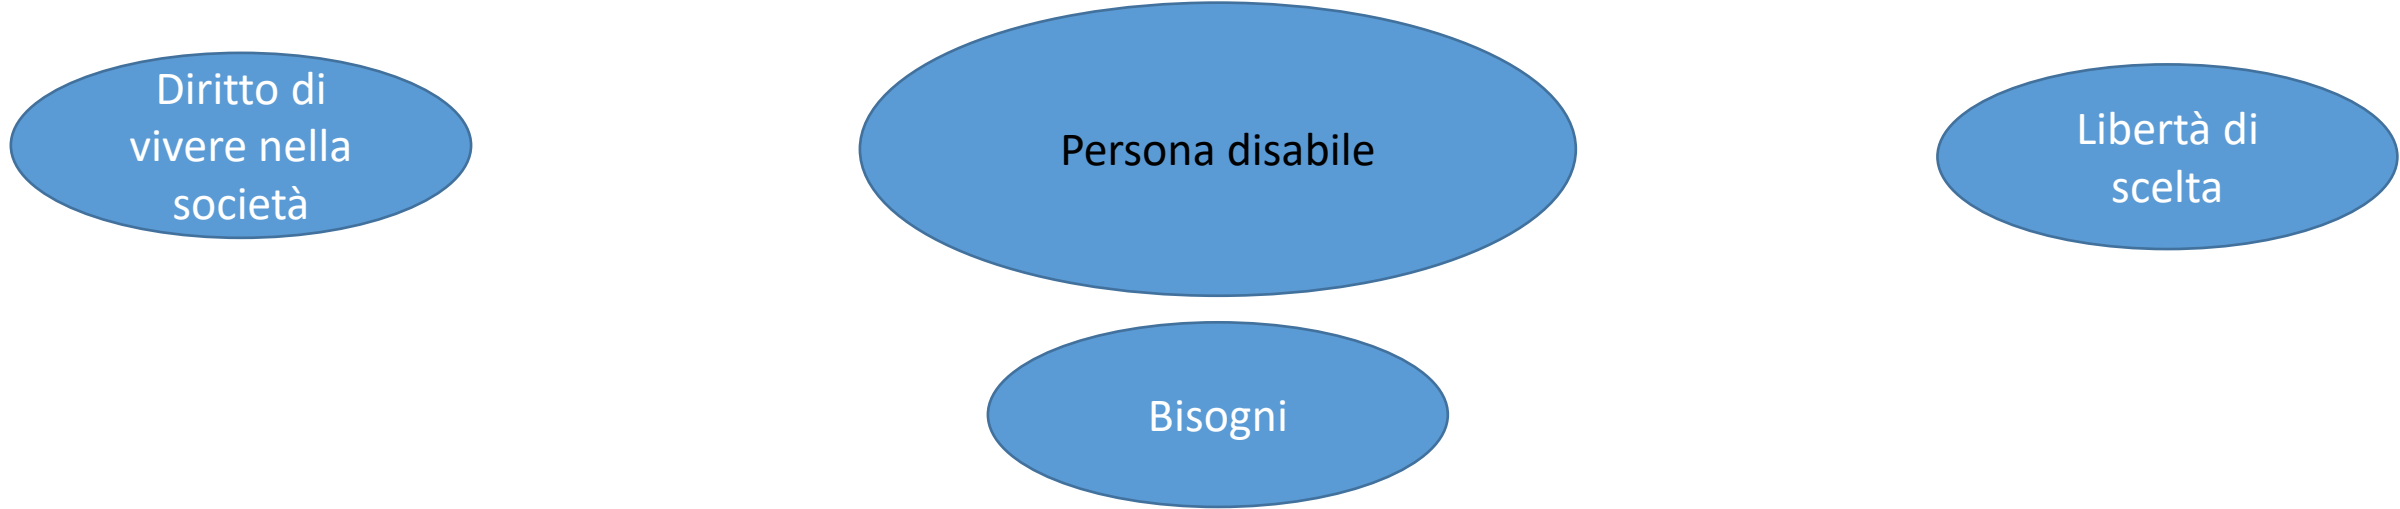 Diritto di
vivere nella
società
Persona disabile
Libertà di
scelta
Bisogni